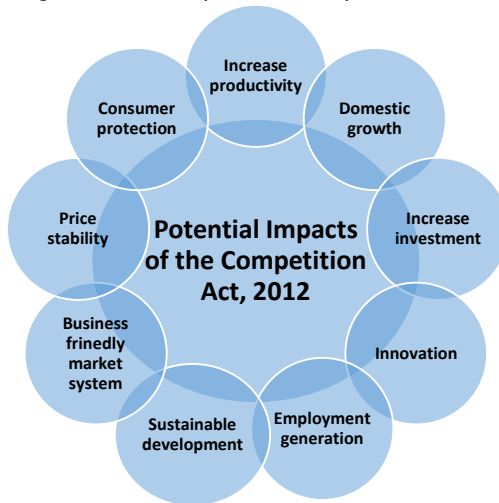 Increase
productivity
Domestic
growth
Increase
investment
Innovation
Employment
generation
Sustainable
development
Business
frinedly
market
system
Price
stability
Consumer
protection
Potential Impacts
of the Competition
Act, 2012